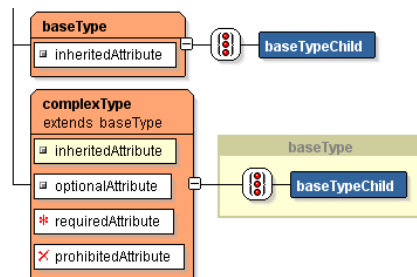 baseType
inheritedAttribute
baseTypeChild
complexType
extends baseType
inheritedAttribute
baseType
optionalAttribute
baseTypeChild
requiredAttribute
prohibitedAttribute